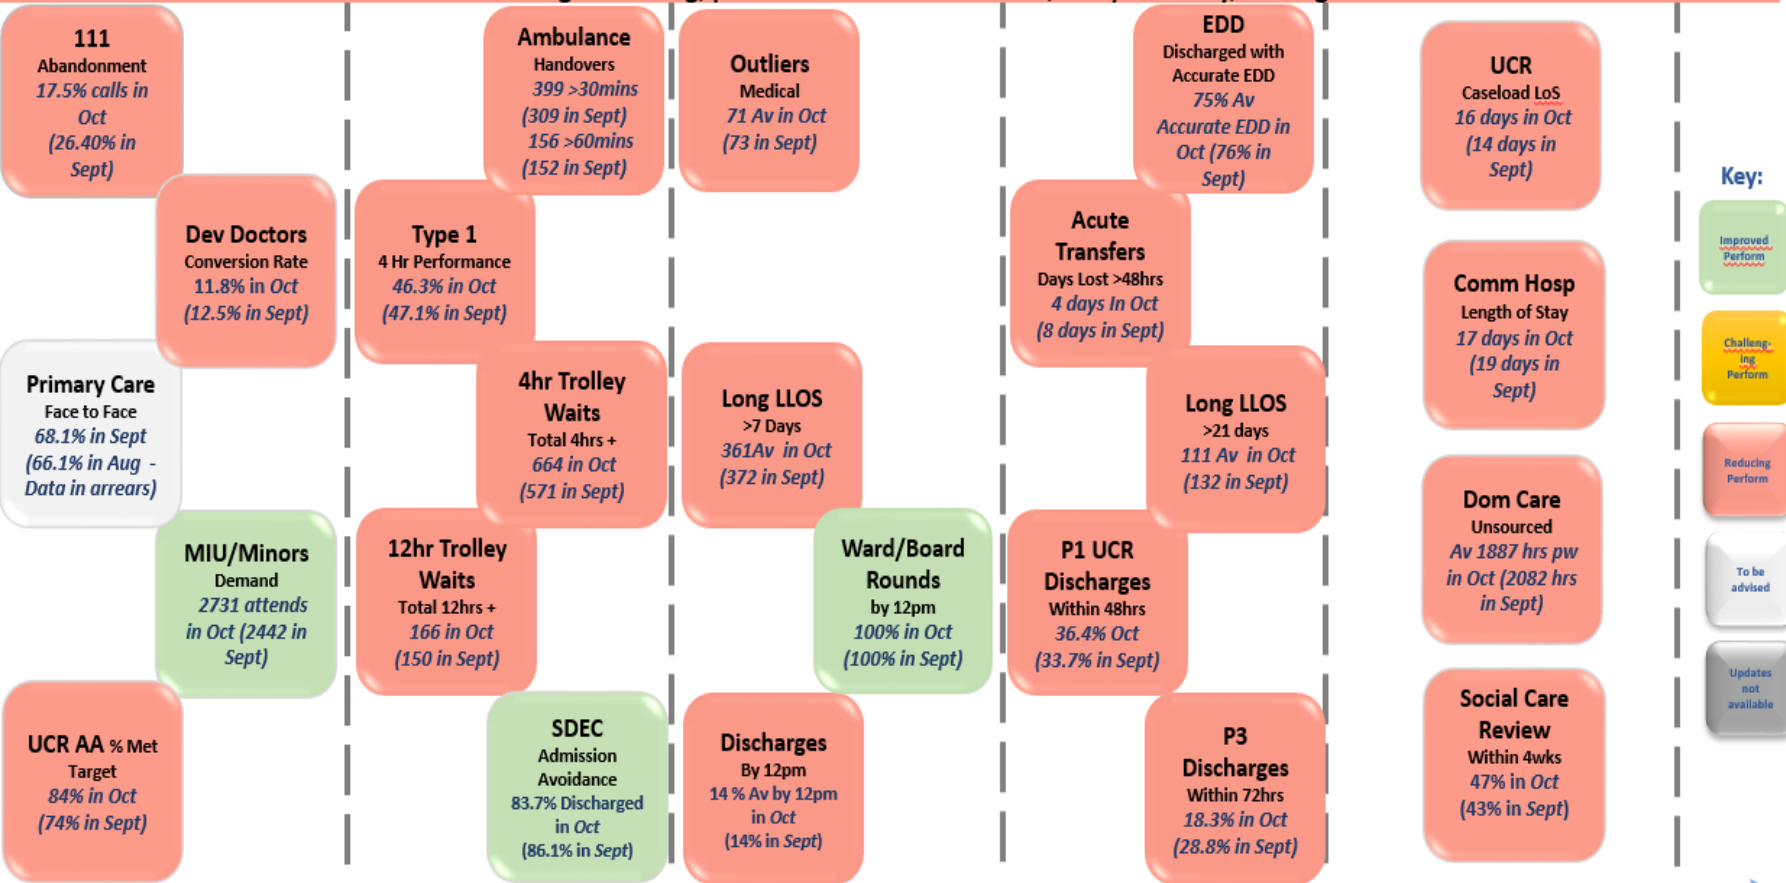 111
Abandonment
17.5% calls in
Oct
(26.40% in
Sept)
Dev Doctors
Conversion Rate
11.8% in Oct
(12.5% in Sept)
Primary Care
Face to Face
68.1% in Sept
(66.1% in Aug -
Data in arrears)
MIU/Minors
Demand
2731 attends
in Oct (2442 in
Sept)
UCR AA % Met
Target
84% in Oct
(74% in Sept)
Ambulance
Handovers
399 >30mins
(309 in Sept)
156 >60mins
(152 in Sept)
Type 1
4 Hr Performance
46.3% in Oct
(47.1% in Sept)
4hr Trolley
Waits
Total 4hrs +
664 in Oct
(571 in Sept)
12hr Trolley
Waits
Total 12hrs +
166 in Oct
(150 in Sept)
SDEC
Admission
Avoidance
83.7% Discharged
in Oct
(86.1% in Sept)
Outliers
Medical
71 Av in Oct
(73 in Sept)
Long LLOS
>7 Days
361Av in Oct
(372 in Sept)
Ward/Board
Rounds
by 12pm
100% in Oct
(100% in Sept)
Discharges
By 12pm
14 % Av by 12pm
in Oct
(14% in Sept)
EDD
Discharged with
Accurate EDD
75% Av
Accurate EDD in
Oct (76% in
Sept)
Acute
Transfers
Days Lost >48hrs
4 days In Oct
(8 days in Sept)
Long LLOS
>21 days
111 Av in Oct
(132 in Sept)
P1 UCR
Discharges
Within 48hrs
36.4% Oct
(33.7% in Sept)
P3
Discharges
Within 72hrs
18.3% in Oct
(28.8% in Sept)
UCR
Caseload LoS
16 days in Oct
(14 days in
Sept)
Comm Hosp
Length of Stay
17 days in Oct
(19 days in
Sept)
Dom Care
Unsourced
Av 1887 hrs pw
in Oct (2082 hrs
in Sept)
Social Care
Review
Within 4wks
47% in Oct
(43% in Sept)
Key:
Improved
Perform
Challeng-
ing
Perform
Reducing
Perform
To be
advised
Updates
not
available